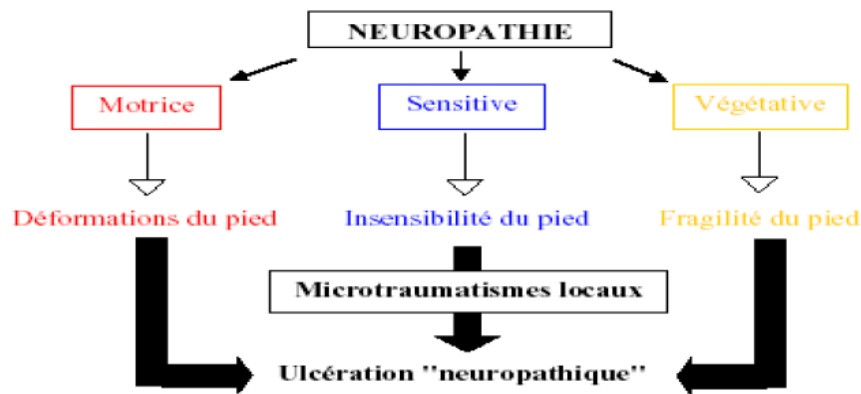 NEUROPATHIE
Motrice
Sensitive
Végétative
Déformations du pied
Insensibilité du pied
Fragilité du pied
Microtraumatismes locaux
Ulcération "neuropathique"